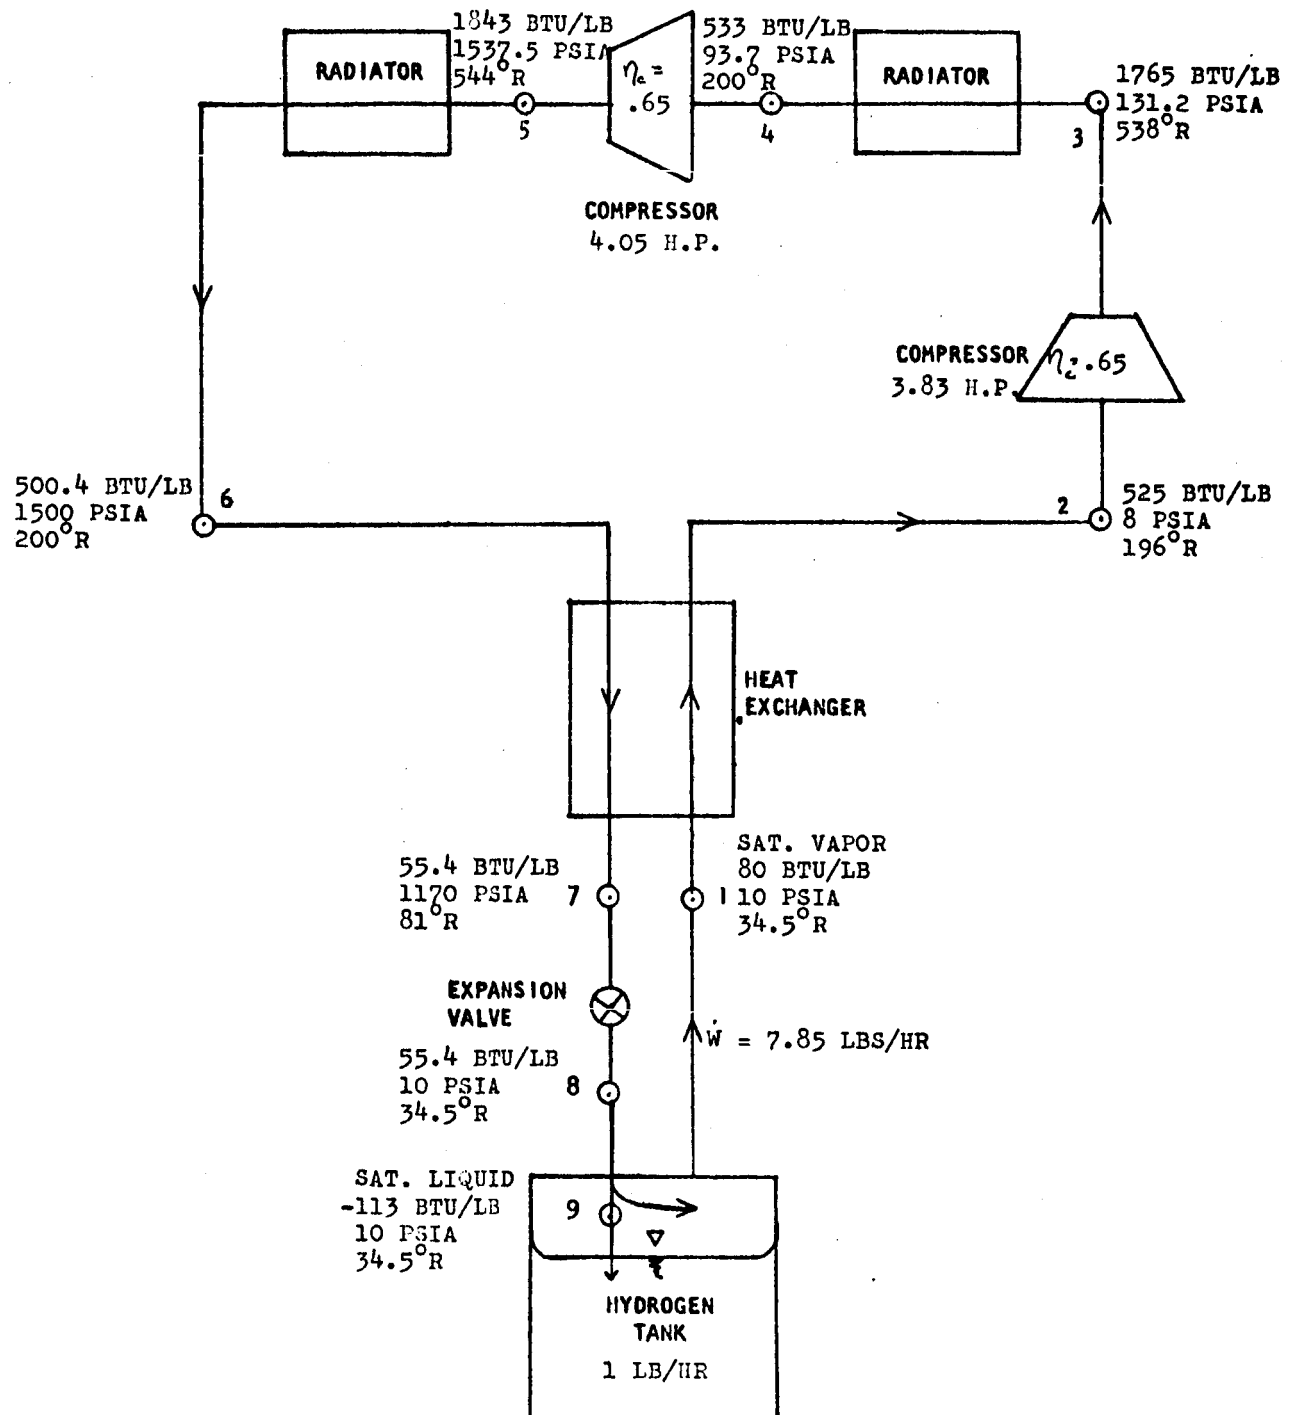 1843 BTU/LB
1537.5 PSIA
544°R
RADIATOR
5
ηc =
.65
533 BTU/LB
93.7 PSIA
200°R
4
RADIATOR
1765 BTU/LB
131.2 PSIA
538°R
3
COMPRESSOR
4.05 H.P.
COMPRESSOR
3.83 H.P.
ηc=.65
500.4 BTU/LB
1500 PSIA
200°R
6
2
525 BTU/LB
8 PSIA
196°R
HEAT
EXCHANGER
55.4 BTU/LB
1170 PSIA
81°R
7
SAT. VAPOR
80 BTU/LB
10 PSIA
34.5°R
1
EXPANSION
VALVE
Ẇ = 7.85 LBS/HR
55.4 BTU/LB
10 PSIA
34.5°R
8
SAT. LIQUID
-113 BTU/LB
10 PSIA
34.5°R
9
HYDROGEN
TANK
1 LB/HR